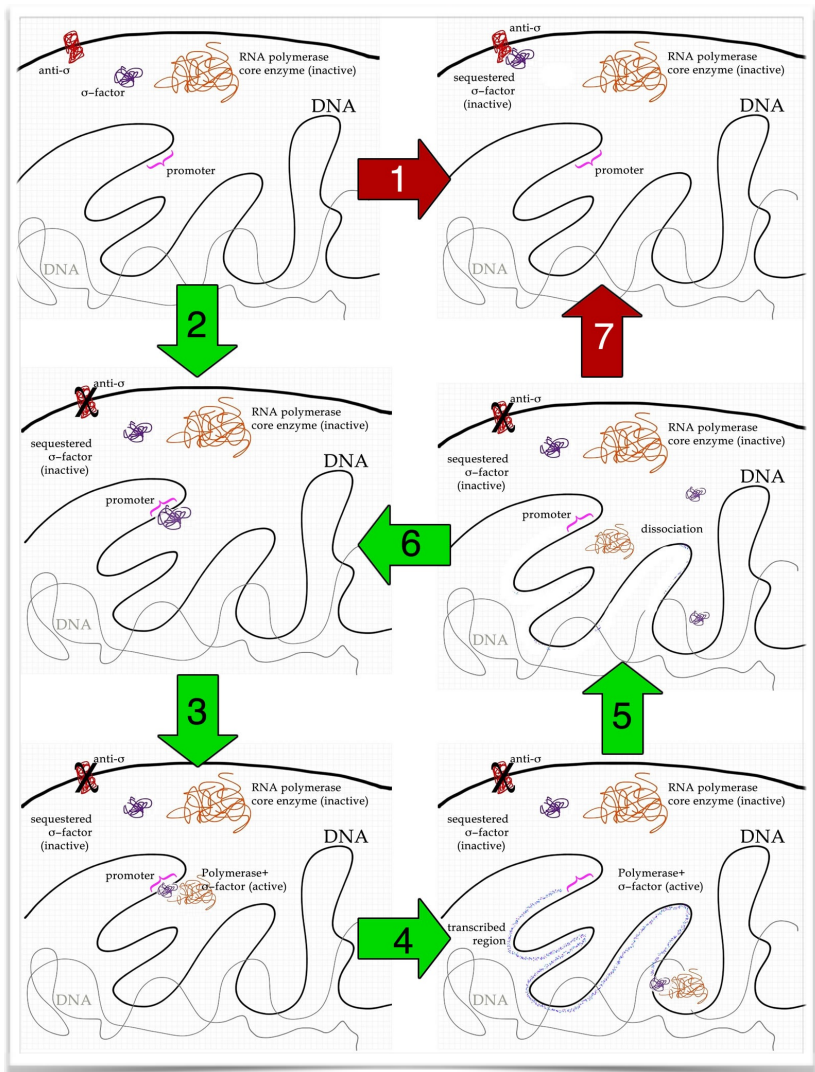 anti-σ
RNA polymerase
core enzyme (inactive)
σ-factor
DNA
promoter
DNA
1
anti-σ
RNA polymerase
core enzyme (inactive)
sequestered
σ-factor
(inactive)
DNA
promoter
DNA
2
7
anti-σ
RNA polymerase
core enzyme (inactive)
sequestered
σ-factor
(inactive)
DNA
promoter
DNA
6
anti-σ
RNA polymerase
core enzyme (inactive)
sequestered
σ-factor
(inactive)
DNA
promoter
dissociation
DNA
3
5
anti-σ
RNA polymerase
core enzyme (inactive)
sequestered
σ-factor
(inactive)
DNA
promoter
Polymerase+
σ-factor (active)
DNA
4
anti-σ
RNA polymerase
core enzyme (inactive)
sequestered
σ-factor
(inactive)
DNA
promoter
Polymerase+
σ-factor (active)
transcribed
region
DNA